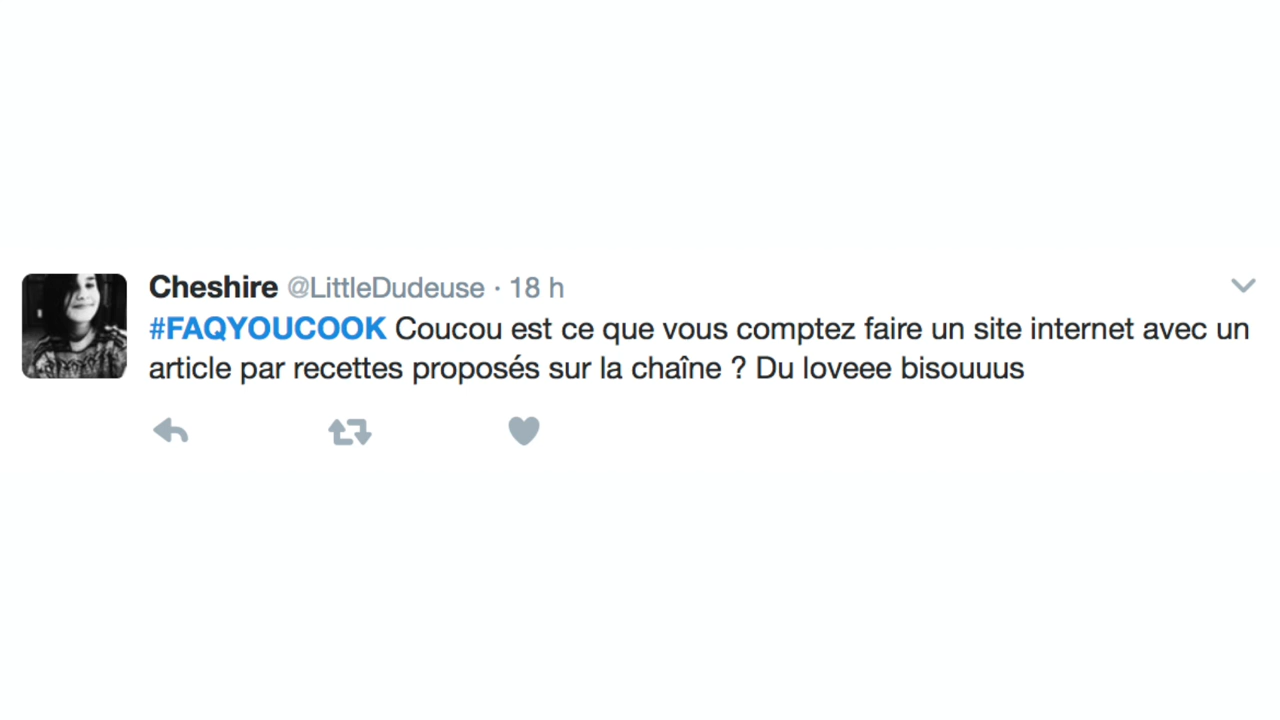 Cheshire @LittleDudeuse · 18 h
#FAQYOUCOOK Coucou est ce que vous comptez faire un site internet avec un
article par recettes proposés sur la chaîne ? Du loveee bisouuus